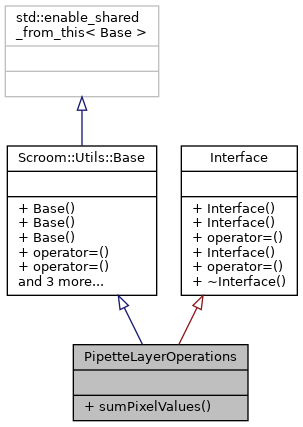 std::enable_shared
_from_this< Base >
Scroom::Utils::Base
+ Base()
+ Base()
+ Base()
+ operator=()
+ operator=()
and 3 more...
Interface
+ Interface()
+ Interface()
+ operator=()
+ Interface()
+ operator=()
+ ~Interface()
PipetteLayerOperations
+ sumPixelValues()